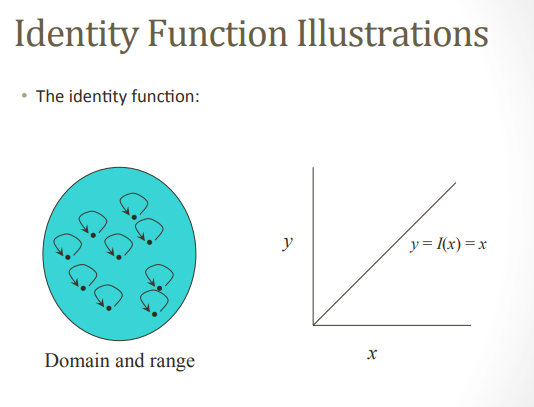 Identity Function Illustrations
• The identity function:
y
y = I(x) = x
Domain and range
x